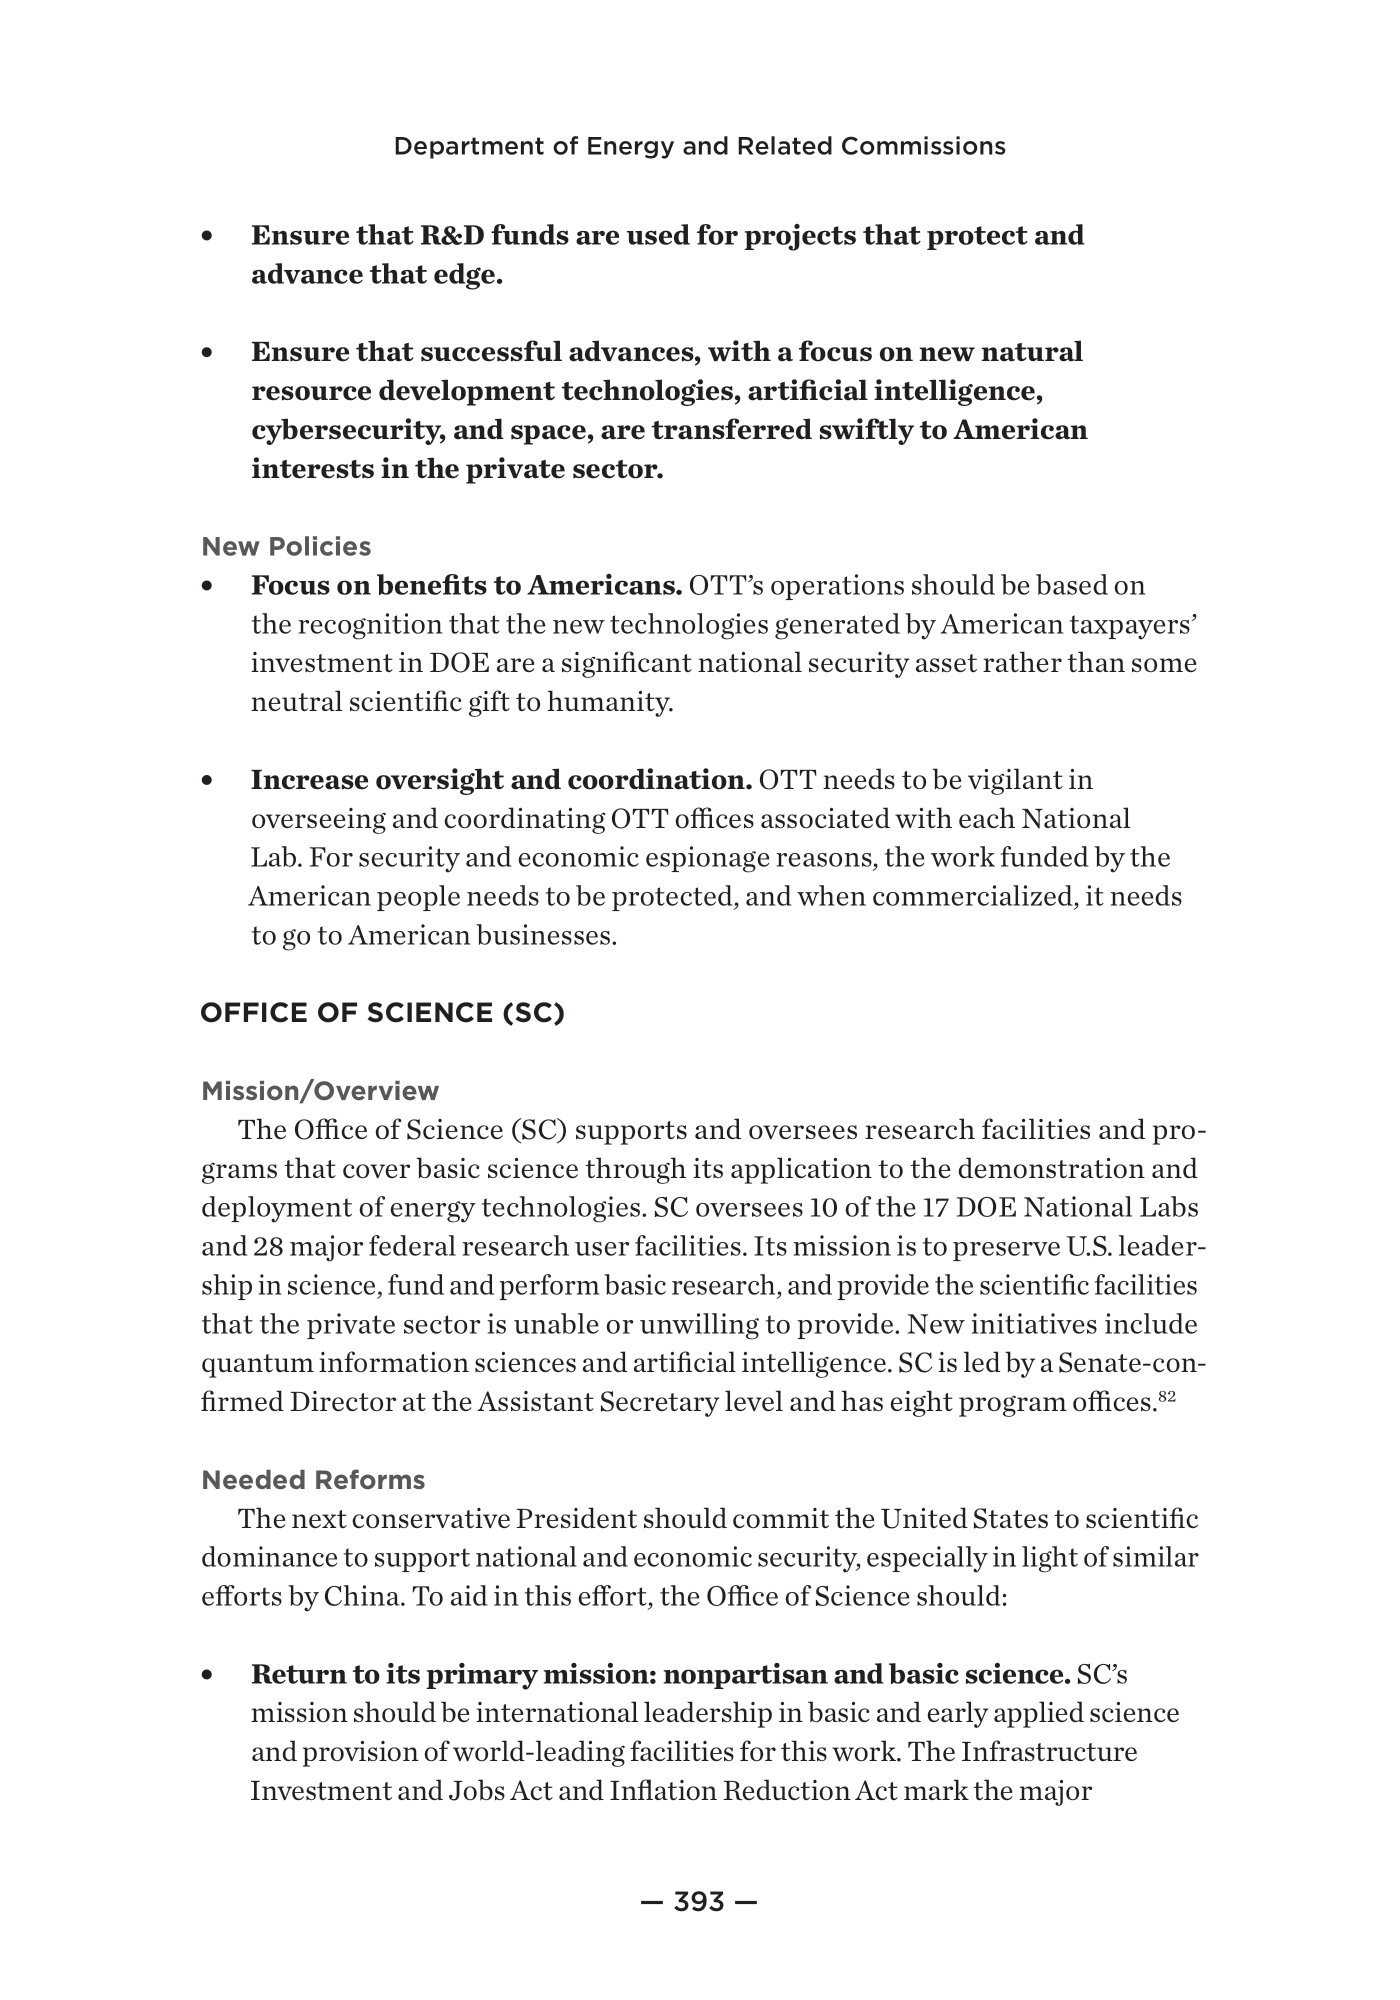 Department of Energy and Related Commissions
• Ensure that R&D funds are used for projects that protect and
advance that edge.
• Ensure that successful advances, with a focus on new natural
resource development technologies, artificial intelligence,
cybersecurity, and space, are transferred swiftly to American
interests in the private sector.
New Policies
• Focus on benefits to Americans. OTT’s operations should be based on
the recognition that the new technologies generated by American taxpayers’
investment in DOE are a significant national security asset rather than some
neutral scientific gift to humanity.
• Increase oversight and coordination. OTT needs to be vigilant in
overseeing and coordinating OTT offices associated with each National
Lab. For security and economic espionage reasons, the work funded by the
American people needs to be protected, and when commercialized, it needs
to go to American businesses.
OFFICE OF SCIENCE (SC)
Mission/Overview
The Office of Science (SC) supports and oversees research facilities and pro-
grams that cover basic science through its application to the demonstration and
deployment of energy technologies. SC oversees 10 of the 17 DOE National Labs
and 28 major federal research user facilities. Its mission is to preserve U.S. leader-
ship in science, fund and perform basic research, and provide the scientific facilities
that the private sector is unable or unwilling to provide. New initiatives include
quantum information sciences and artificial intelligence. SC is led by a Senate-con-
firmed Director at the Assistant Secretary level and has eight program offices.82
Needed Reforms
The next conservative President should commit the United States to scientific
dominance to support national and economic security, especially in light of similar
efforts by China. To aid in this effort, the Office of Science should:
• Return to its primary mission: nonpartisan and basic science. SC’s
mission should be international leadership in basic and early applied science
and provision of world-leading facilities for this work. The Infrastructure
Investment and Jobs Act and Inflation Reduction Act mark the major
— 393 —